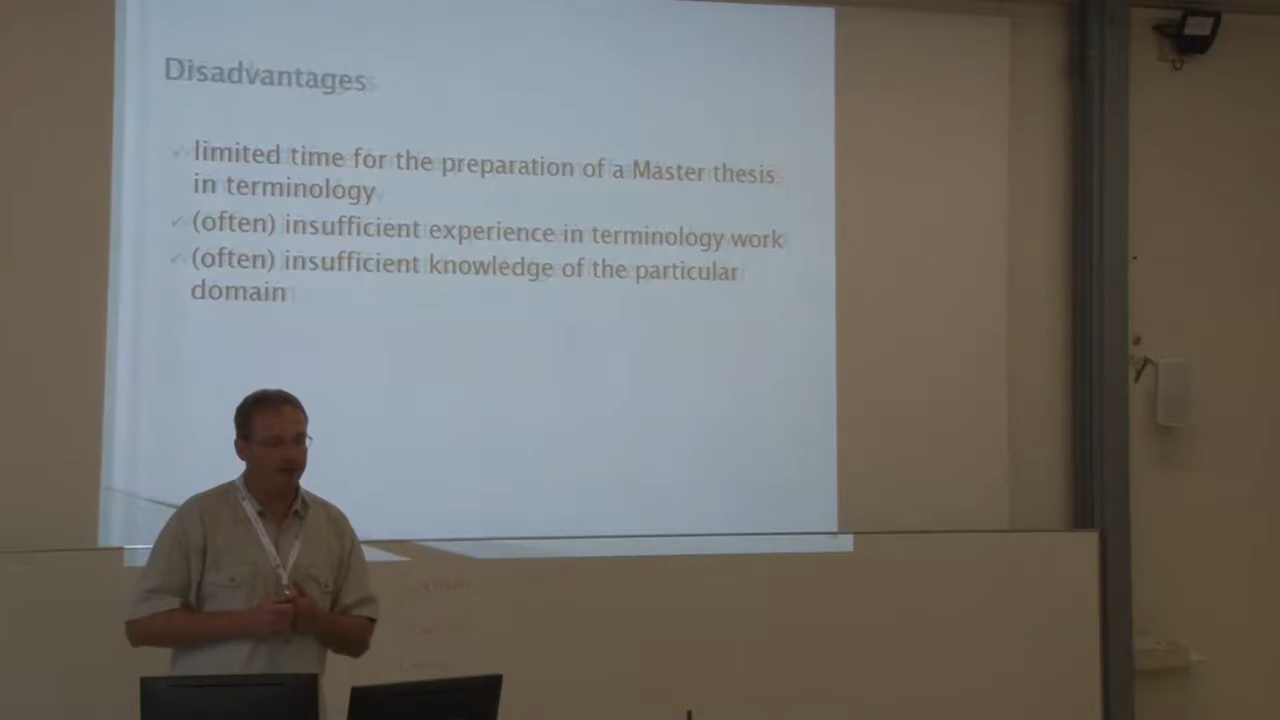 Disadvantages
✓ limited time for the preparation of a Master thesis
in terminology
✓ (often) insufficient experience in terminology work
✓ (often) insufficient knowledge of the particular
domain